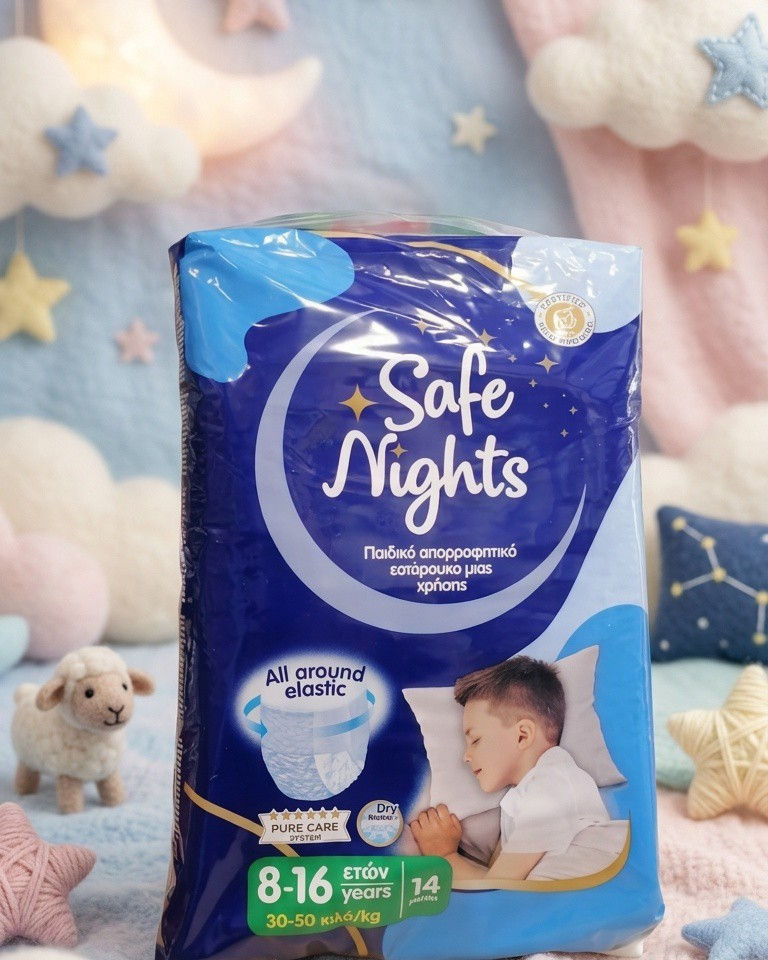 Safe
Nights
Παιδικό απορροφητικό
εσώρουχο μιας
χρήσης
All around
elastic
PURE CARE
SYSTEM
Dry
8-16
ετών
years
14
30-50 κιλά/kg